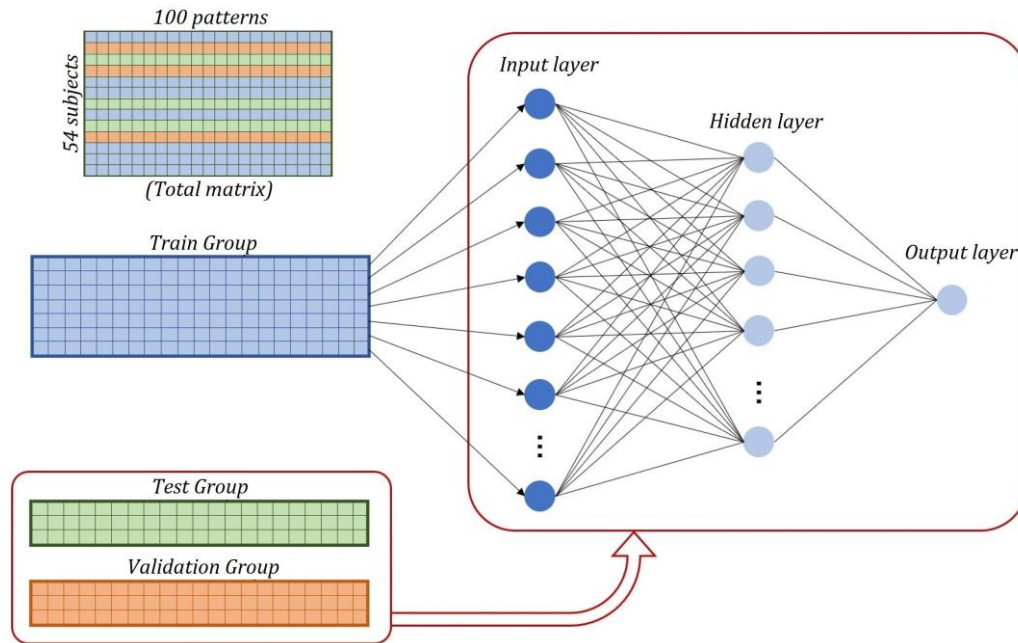 100 patterns
54 subjects
(Total matrix)
Train Group
Input layer
Hidden layer
Output layer
...
...
Test Group
Validation Group